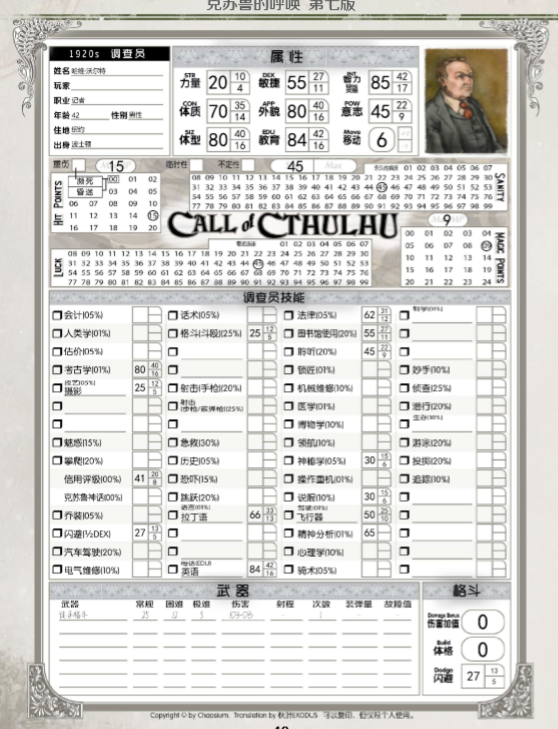 克苏鲁的呼唤 第七版
1920s 调查员
属性
姓名 哈维·沃尔特
玩家
职业 记者
年龄 42 性别 男性
住地 纽约
出身 波士顿
STR 力量 20 10 4 DEX 敏捷 55 27 11 INT 智力 85 42 17
CON 体质 70 35 14 APP 外貌 80 40 16 POW 意志 45 22 9
SIZ 体型 80 40 16 EDU 教育 84 42 16 Move 移动 6
重伤 15 临时性 不定性 45 Max
01 02 03 04 05 06 07
08 09 10 11 12 13 14 15 16 17 18 19 20 21 22 23 24 25 26 27 28 29 30
31 32 33 34 35 36 37 38 39 40 41 42 43 44 45 46 47 48 49 50 51 52 53
54 55 56 57 58 59 60 61 62 63 64 65 66 67 68 69 70 71 72 73 74 75 76
77 78 79 80 81 82 83 84 85 86 87 88 89 90 91 92 93 94 95 96 97 98 99
SANITY
HIT POINTS
濒死 00 01 02
昏迷 03 04 05
06 07 08 09 10
11 12 13 14 15
16 17 18 19 20
CALL of CTHULHU
9
00 01 02 03 04
05 06 07 08 09
10 11 12 13 14
15 16 17 18 19
20 21 22 23 24
MAGIC POINTS
LUCK
01 02 03 04 05 06 07
08 09 10 11 12 13 14 15 16 17 18 19 20 21 22 23 24 25 26 27 28 29 30
31 32 33 34 35 36 37 38 39 40 41 42 43 44 45 46 47 48 49 50 51 52 53
54 55 56 57 58 59 60 61 62 63 64 65 66 67 68 69 70 71 72 73 74 75 76
77 78 79 80 81 82 83 84 85 86 87 88 89 90 91 92 93 94 95 96 97 98 99
调查员技能
会计(05%) 话术(05%) 法律(05%) 62 31 12 科学(01%)
人类学(01%) 格斗(斗殴)(25%) 25 12 5 图书馆使用(20%) 55 27 11
估价(05%) 聆听(20%) 45 22 9
考古学(01%) 80 40 16 锁匠(01%) 妙手(10%)
技艺(05%) 摄影 25 12 5 射击(手枪)(20%) 机械维修(10%) 侦查(25%)
射击(步枪/霰弹枪)(25%) 医学(01%) 潜行(20%)
博物学(10%) 生存(10%)
魅惑(15%) 急救(30%) 领航(10%) 游泳(20%)
攀爬(20%) 历史(05%) 神秘学(05%) 30 15 6 投掷(20%)
信用评级(00%) 41 20 8 恐吓(15%) 操作重机(01%) 追踪(10%)
克苏鲁神话(00%) 跳跃(20%) 说服(10%) 30 15 6
乔装(05%) 语言(01%) 拉丁语 66 33 13 驾驶(01%) 飞行器 50 25 10
闪避(½DEX) 27 13 5 精神分析(01%) 65
汽车驾驶(20%) 心理学(10%)
电气维修(10%) 母语(EDU) 英语 84 42 16 骑术(05%)
武器
格斗
武器 常规 困难 极难 伤害 射程 次数 装弹量 故障值
徒手格斗 25 12 5 1D3+DB - 1 - -
Damage Bonus 伤害加值 0
Build 体格 0
Dodge 闪避 27 13 5
Copyright © by Chaosium. Translation by 秋叶EXODUS 可以复印，但仅限个人使用。